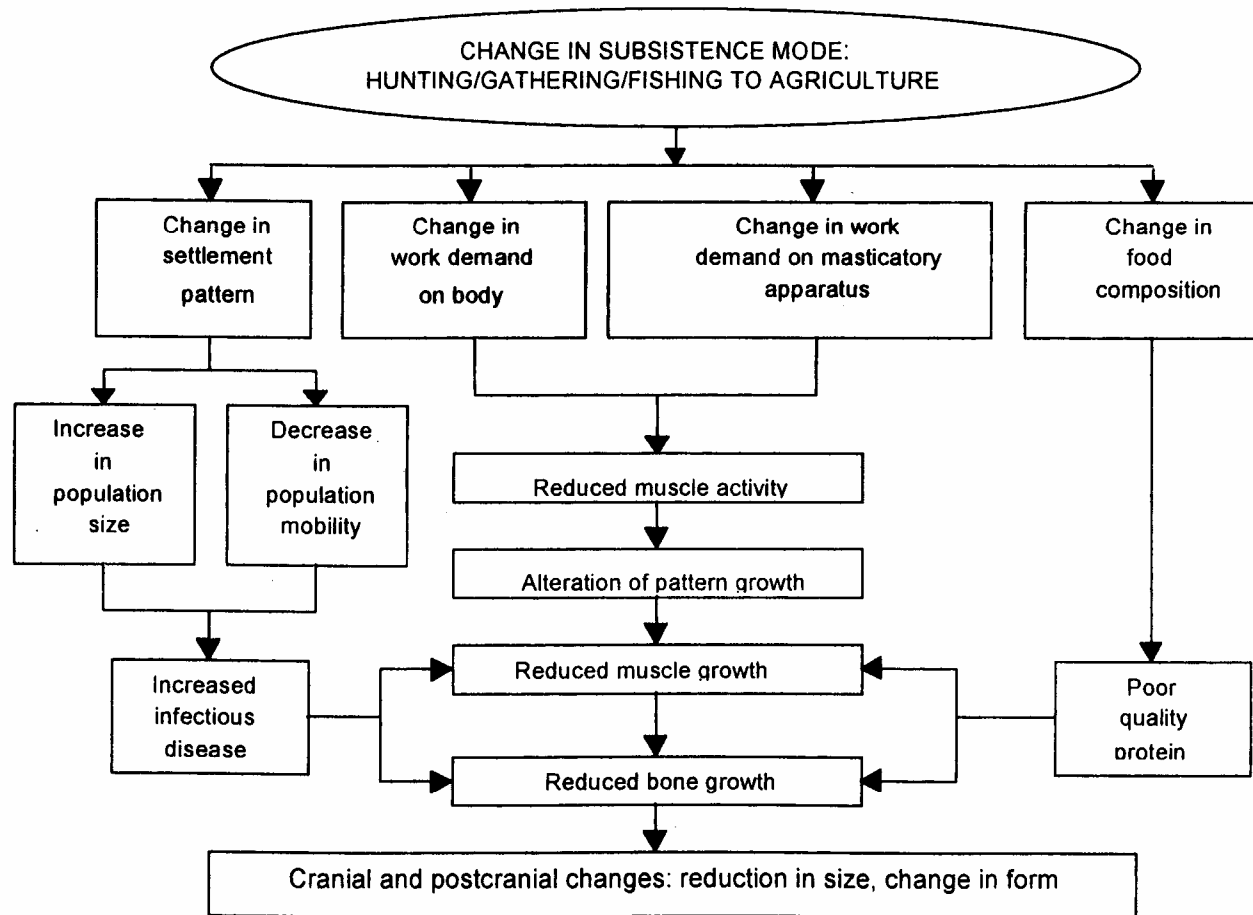 CHANGE IN SUBSISTENCE MODE:
HUNTING/GATHERING/FISHING TO AGRICULTURE
Change in
settlement
pattern
Change in
work demand
on body
Change in work
demand on masticatory
apparatus
Change in
food
composition
Increase
in
population
size
Decrease
in
population
mobility
Reduced muscle activity
Alteration of pattern growth
Reduced muscle growth
Increased
infectious
disease
Poor
quality
protein
Reduced bone growth
Cranial and postcranial changes: reduction in size, change in form